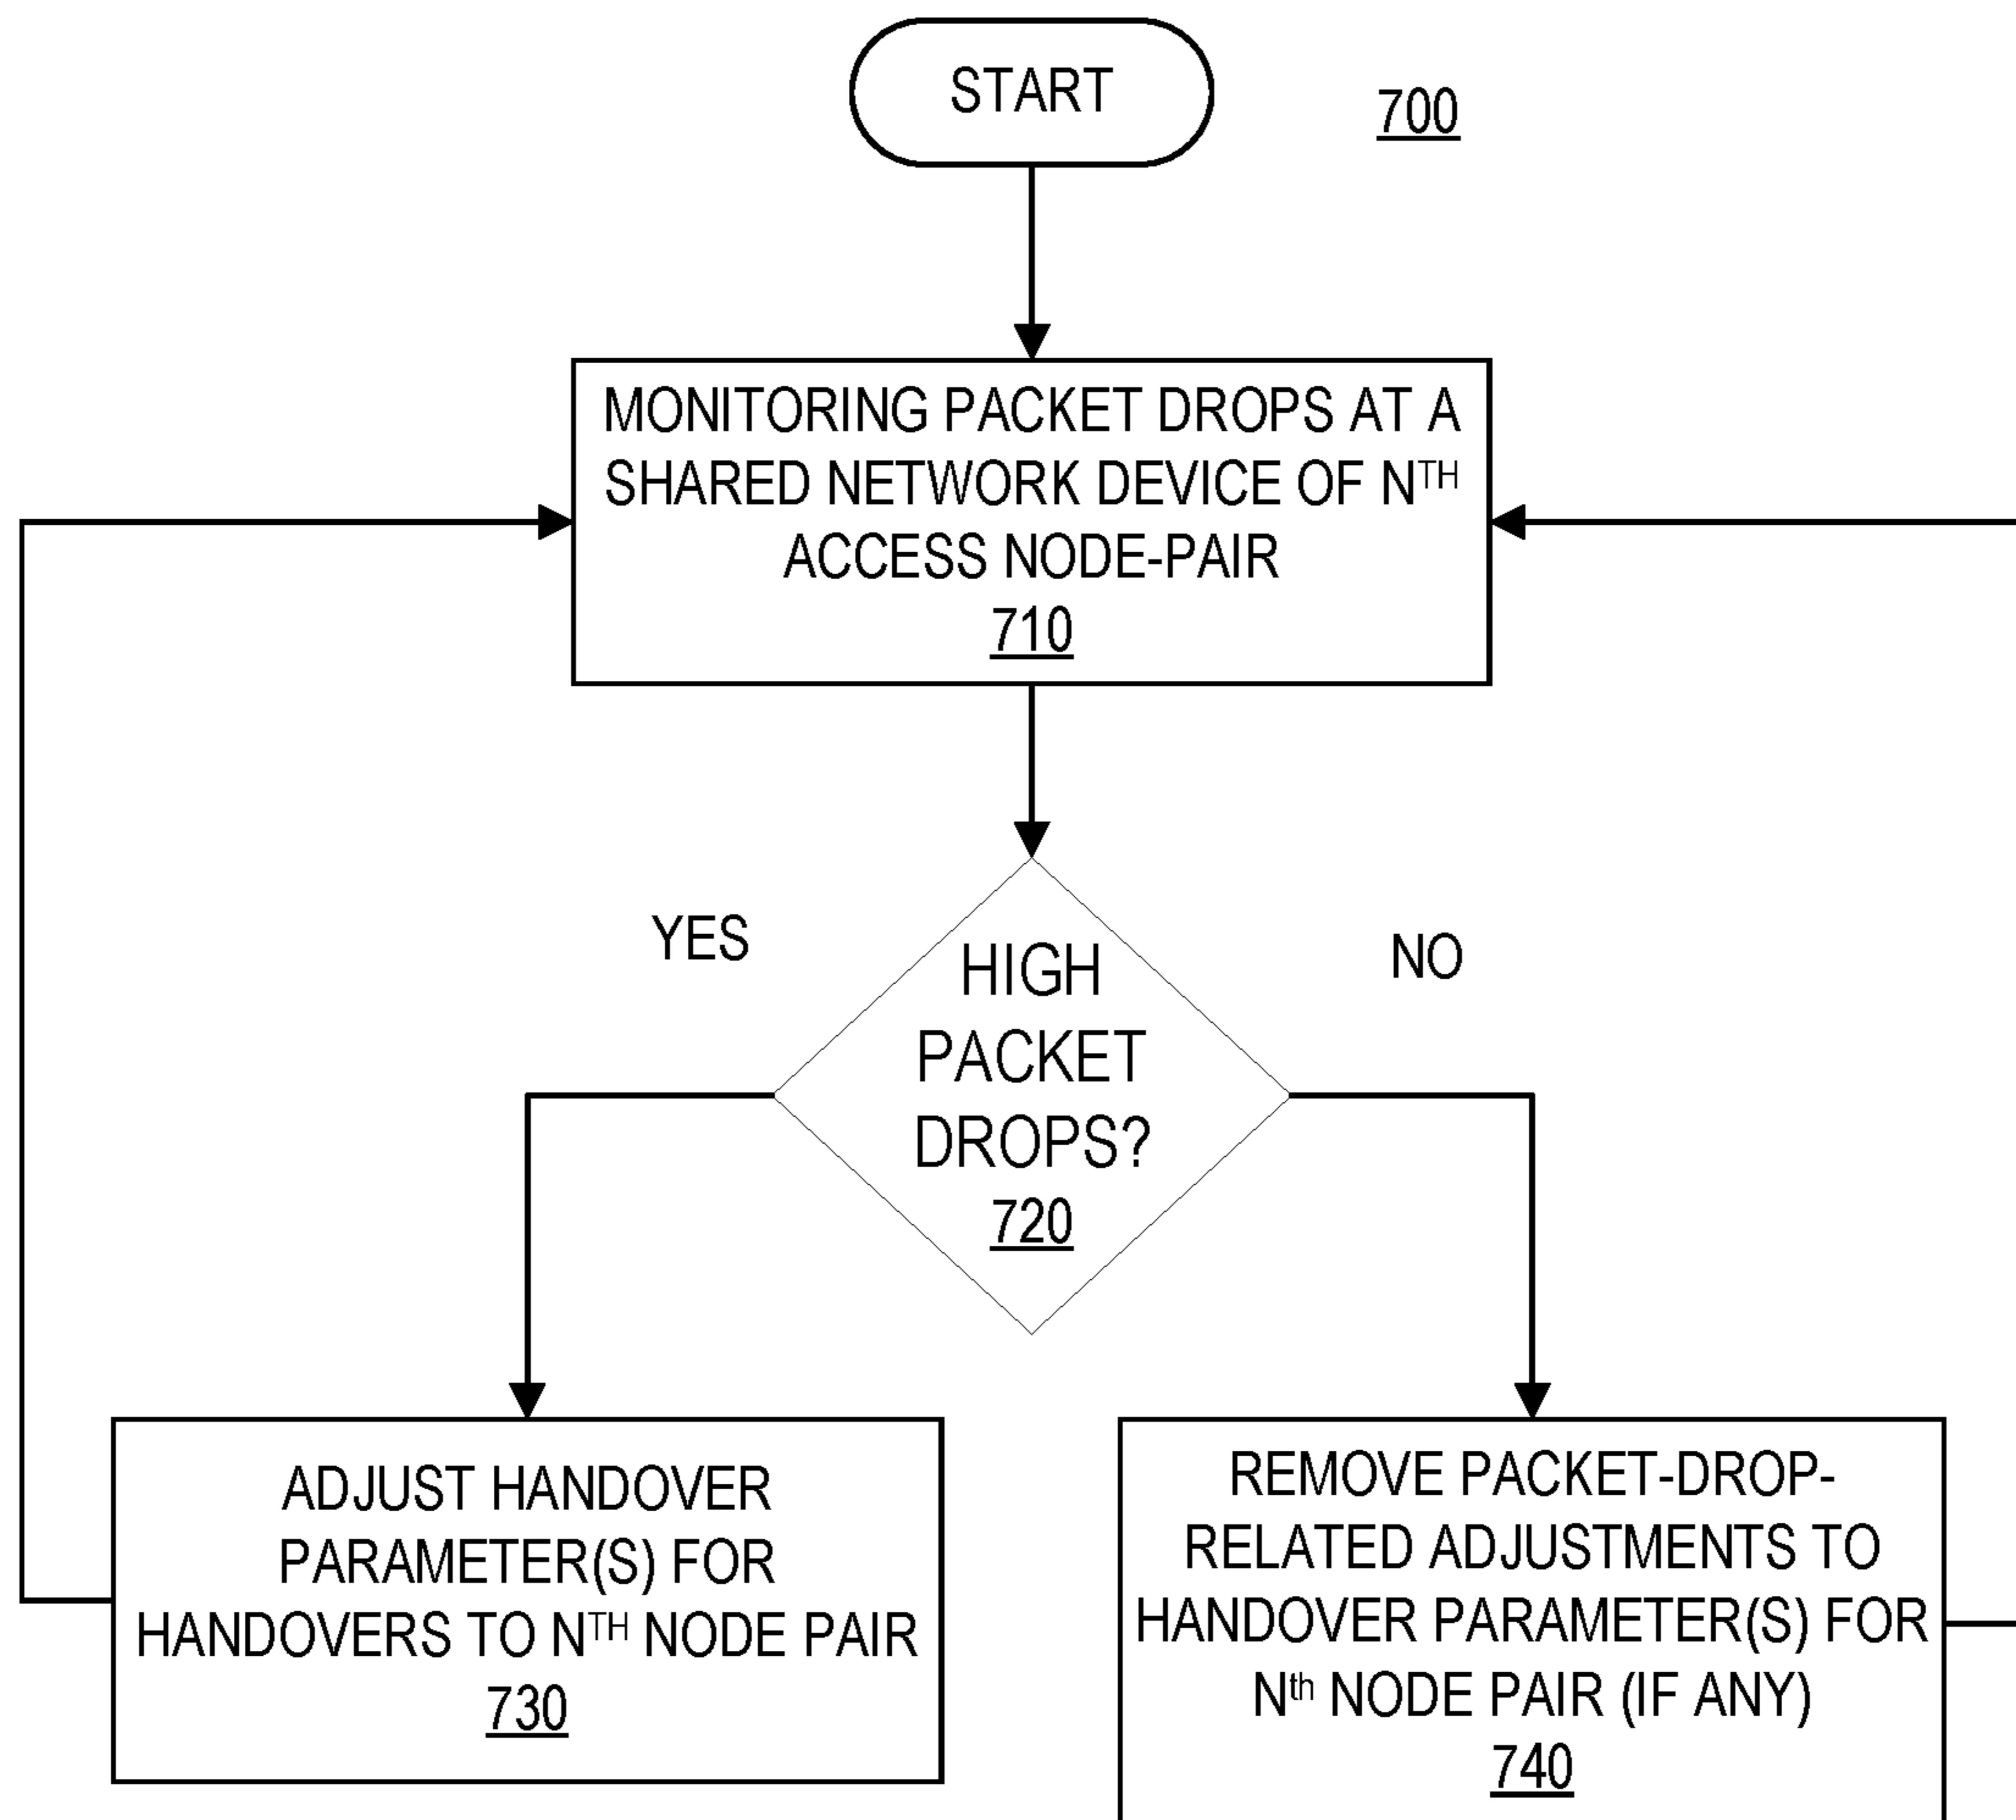 START
700
MONITORING PACKET DROPS AT A
SHARED NETWORK DEVICE OF Nᵀᴴ
ACCESS NODE-PAIR
710
YES
NO
HIGH
PACKET
DROPS?
720
ADJUST HANDOVER
PARAMETER(S) FOR
HANDOVERS TO Nᵀᴴ NODE PAIR
730
REMOVE PACKET-DROP-
RELATED ADJUSTMENTS TO
HANDOVER PARAMETER(S) FOR
Nᵗʰ NODE PAIR (IF ANY)
740